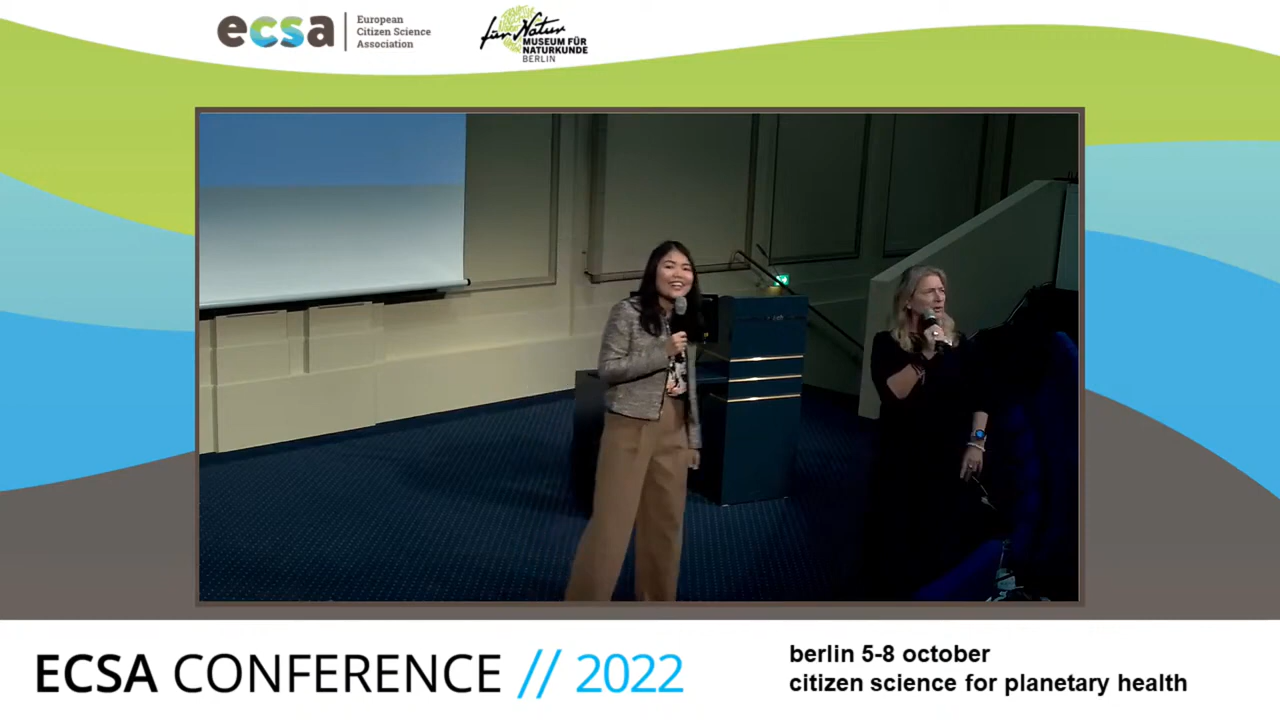 ecsa
European
Citizen Science
Association
für Natur
MUSEUM FÜR
NATURKUNDE
BERLIN
ECSA CONFERENCE // 2022
berlin 5-8 october
citizen science for planetary health